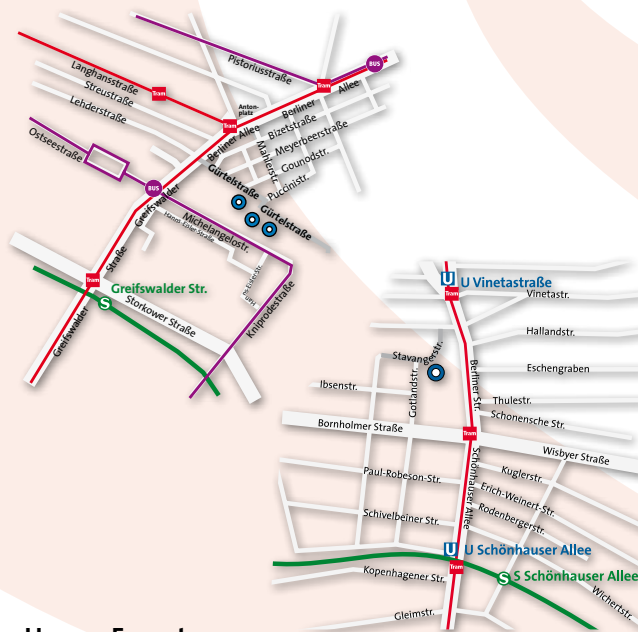 Pistoriusstraße
BUS
Langhansstraße
Tram
Tram
Allee
Streustraße
Anton-
platz
Berliner
Lehderstraße
Tram
Bizetstraße
Berliner Allee
Meyerbeerstraße
Ostseestraße
Mahlerstr.
Gounodstr.
Puccinistr.
Gürtelstraße
BUS
Gürtelstraße
Greifswalder
Hanns-Eisler-Straße
Michelangelostr.
Straße
Tram
Greifswalder Str.
S
Storkower Straße
Kniprodestraße
Greifswalder
U
U Vinetastraße
Tram
Vinetastr.
Hallandstr.
Stavangerstr.
Berliner Str.
Eschengraben
Ibsenstr.
Gotlandstr.
Thulestr.
Schonensche Str.
Bornholmer Straße
Tram
Wisbyer Straße
Schönhauser Allee
Paul-Robeson-Str.
Kuglerstr.
Erich-Weinert-Str.
Schivelbeiner Str.
Rodenbergerstr.
U
U Schönhauser Allee
Tram
Kopenhagener Str.
S
S Schönhauser Allee
Wichertstr.
Gleimstr.